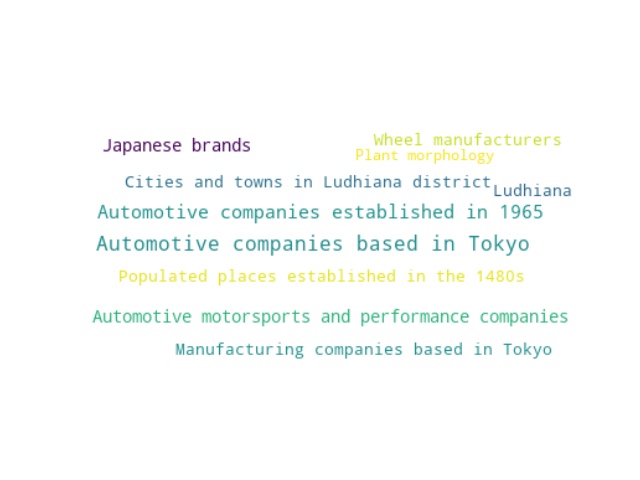 Japanese brands
Wheel manufacturers
Plant morphology
Cities and towns in Ludhiana district
Ludhiana
Automotive companies established in 1965
Automotive companies based in Tokyo
Populated places established in the 1480s
Automotive motorsports and performance companies
Manufacturing companies based in Tokyo